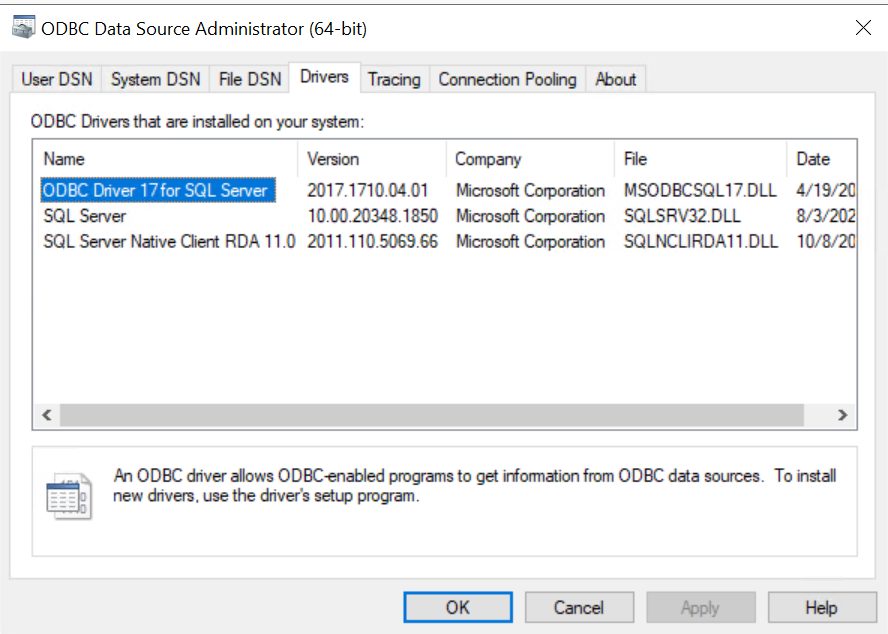 ODBC Data Source Administrator (64-bit)
User DSN System DSN File DSN Drivers Tracing Connection Pooling About
ODBC Drivers that are installed on your system:
Name Version Company File Date
ODBC Driver 17 for SQL Server 2017.1710.04.01 Microsoft Corporation MSODBCSQL17.DLL 4/19/20
SQL Server 10.00.20348.1850 Microsoft Corporation SQLSRV32.DLL 8/3/202
SQL Server Native Client RDA 11.0 2011.110.5069.66 Microsoft Corporation SQLNCLIRDA11.DLL 10/8/20
An ODBC driver allows ODBC-enabled programs to get information from ODBC data sources. To install
new drivers, use the driver's setup program.
OK Cancel Apply Help